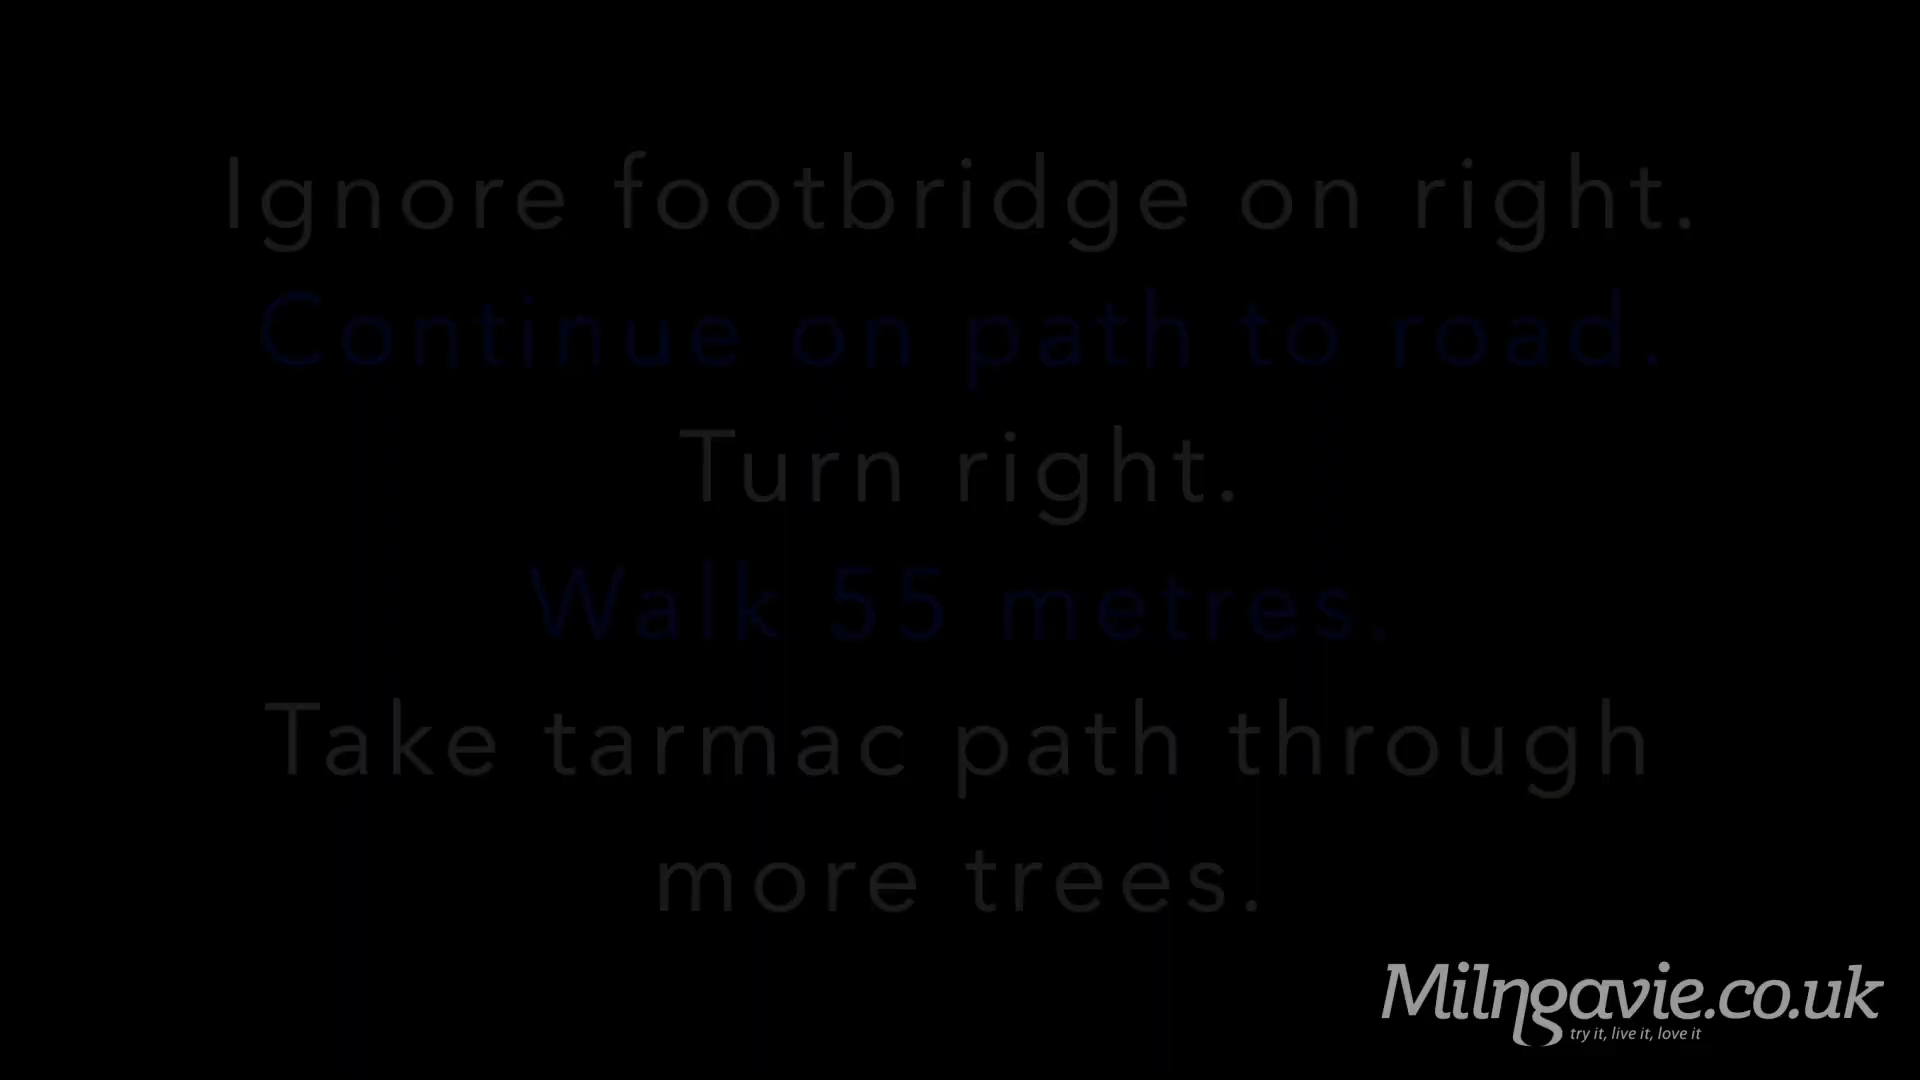 Ignore footbridge on right.
Continue on path to road.
Turn right.
Walk 55 metres.
Take tarmac path through
more trees.
Milngavie.co.uk
try it, live it, love it